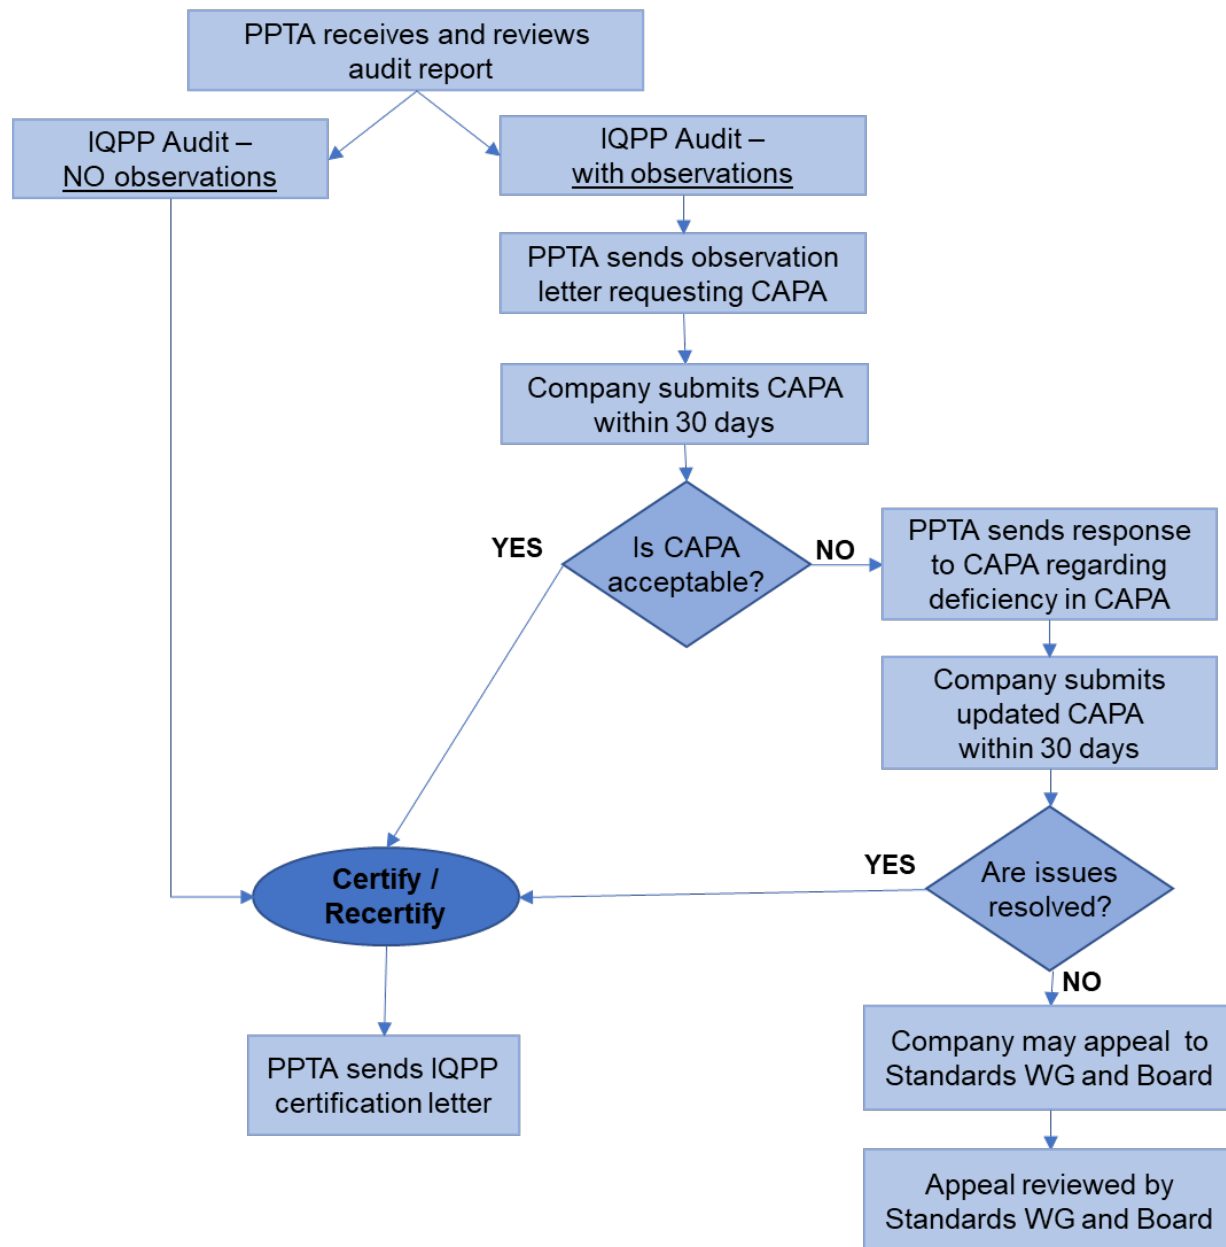 PPTA receives and reviews
audit report
IQPP Audit –
NO observations
IQPP Audit –
with observations
PPTA sends observation
letter requesting CAPA
Company submits CAPA
within 30 days
YES
Is CAPA
acceptable?
NO
PPTA sends response
to CAPA regarding
deficiency in CAPA
Company submits
updated CAPA
within 30 days
Certify /
Recertify
YES
Are issues
resolved?
NO
PPTA sends IQPP
certification letter
Company may appeal to
Standards WG and Board
Appeal reviewed by
Standards WG and Board